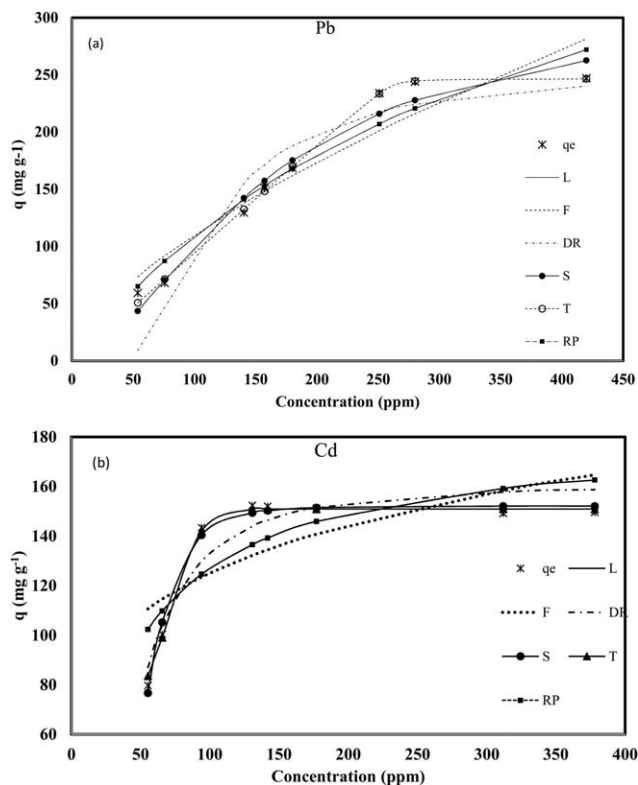 Pb
(a)
300
250
200
150
100
50
0
q (mg g-1)
qe
L
F
DR
S
T
RP
0 50 100 150 200 250 300 350 400 450
Concentration (ppm)
Cd
(b)
180
160
140
120
100
80
60
q (mg g-1)
qe L
F DR
S T
RP
0 50 100 150 200 250 300 350 400
Concentration (ppm)